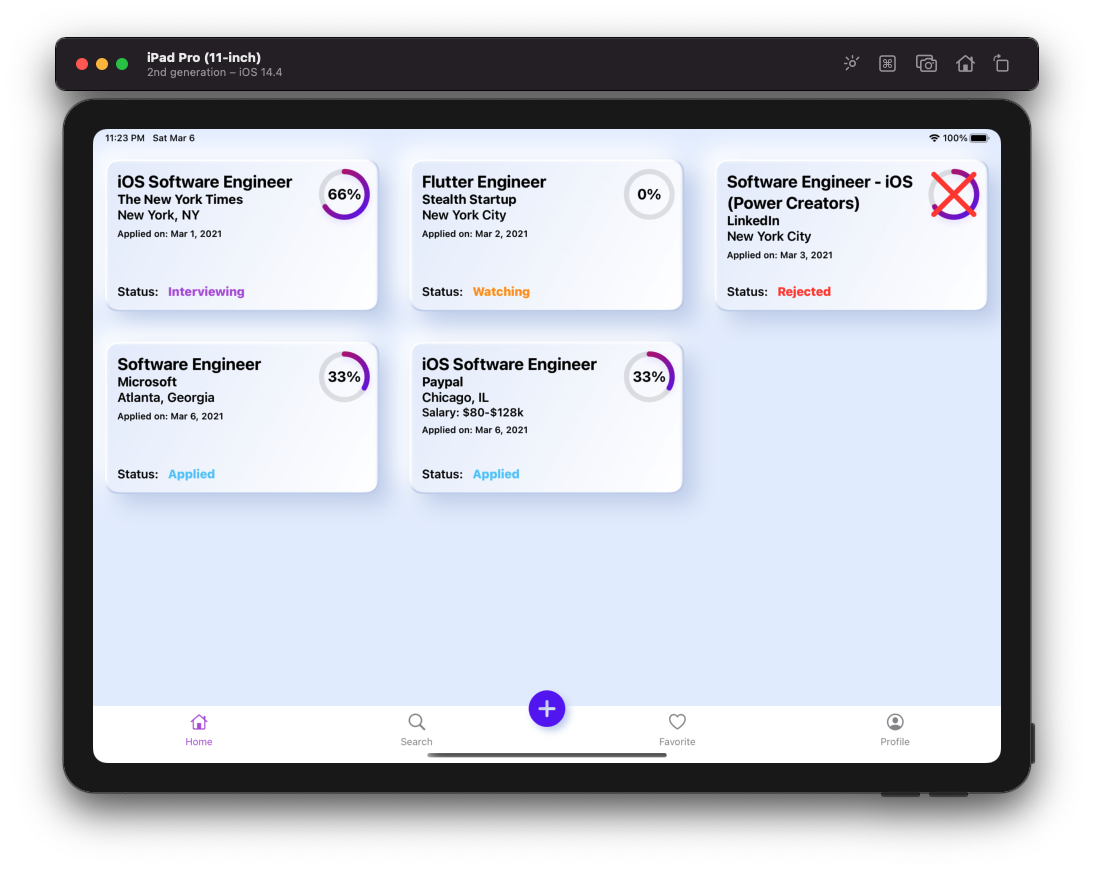 iPad Pro (11-inch)
2nd generation – iOS 14.4
11:23 PM Sat Mar 6
100%
iOS Software Engineer
The New York Times
New York, NY
Applied on: Mar 1, 2021
66%
Status: Interviewing
Flutter Engineer
Stealth Startup
New York City
Applied on: Mar 2, 2021
0%
Status: Watching
Software Engineer - iOS
(Power Creators)
LinkedIn
New York City
Applied on: Mar 3, 2021
Status: Rejected
Software Engineer
Microsoft
Atlanta, Georgia
Applied on: Mar 6, 2021
33%
Status: Applied
iOS Software Engineer
Paypal
Chicago, IL
Salary: $80-$128k
Applied on: Mar 6, 2021
33%
Status: Applied
Home
Search
Favorite
Profile